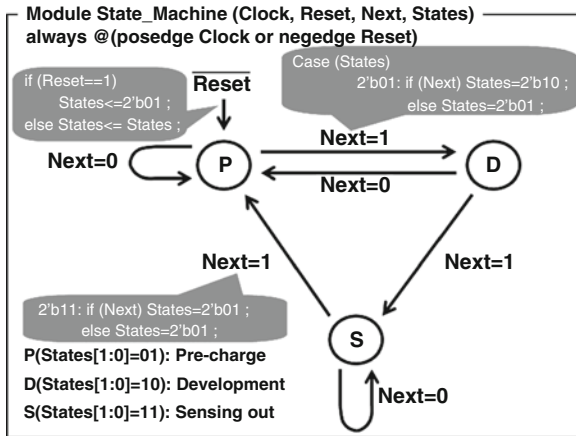 Module State_Machine (Clock, Reset, Next, States)
always @(posedge Clock or negedge Reset)
if (Reset==1)
States<=2'b01 ;
else States<= States ;
Reset
Case (States)
2'b01: if (Next) States=2'b10 ;
else States=2'b01 ;
Next=1
Next=0
P
D
Next=0
Next=1
Next=1
2'b11: if (Next) States=2'b01 ;
else States=2'b01 ;
S
P(States[1:0]=01): Pre-charge
D(States[1:0]=10): Development
S(States[1:0]=11): Sensing out
Next=0